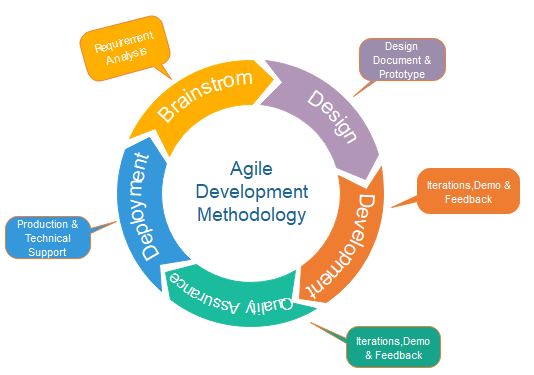 Requirement
Analysis
Brainstrom
Design
Document &
Prototype
Design
Agile
Development
Methodology
Iterations,Demo &
Feedback
Development
Production &
Technical
Support
Deployment
Quality Assurance
Iterations,Demo
& Feedback